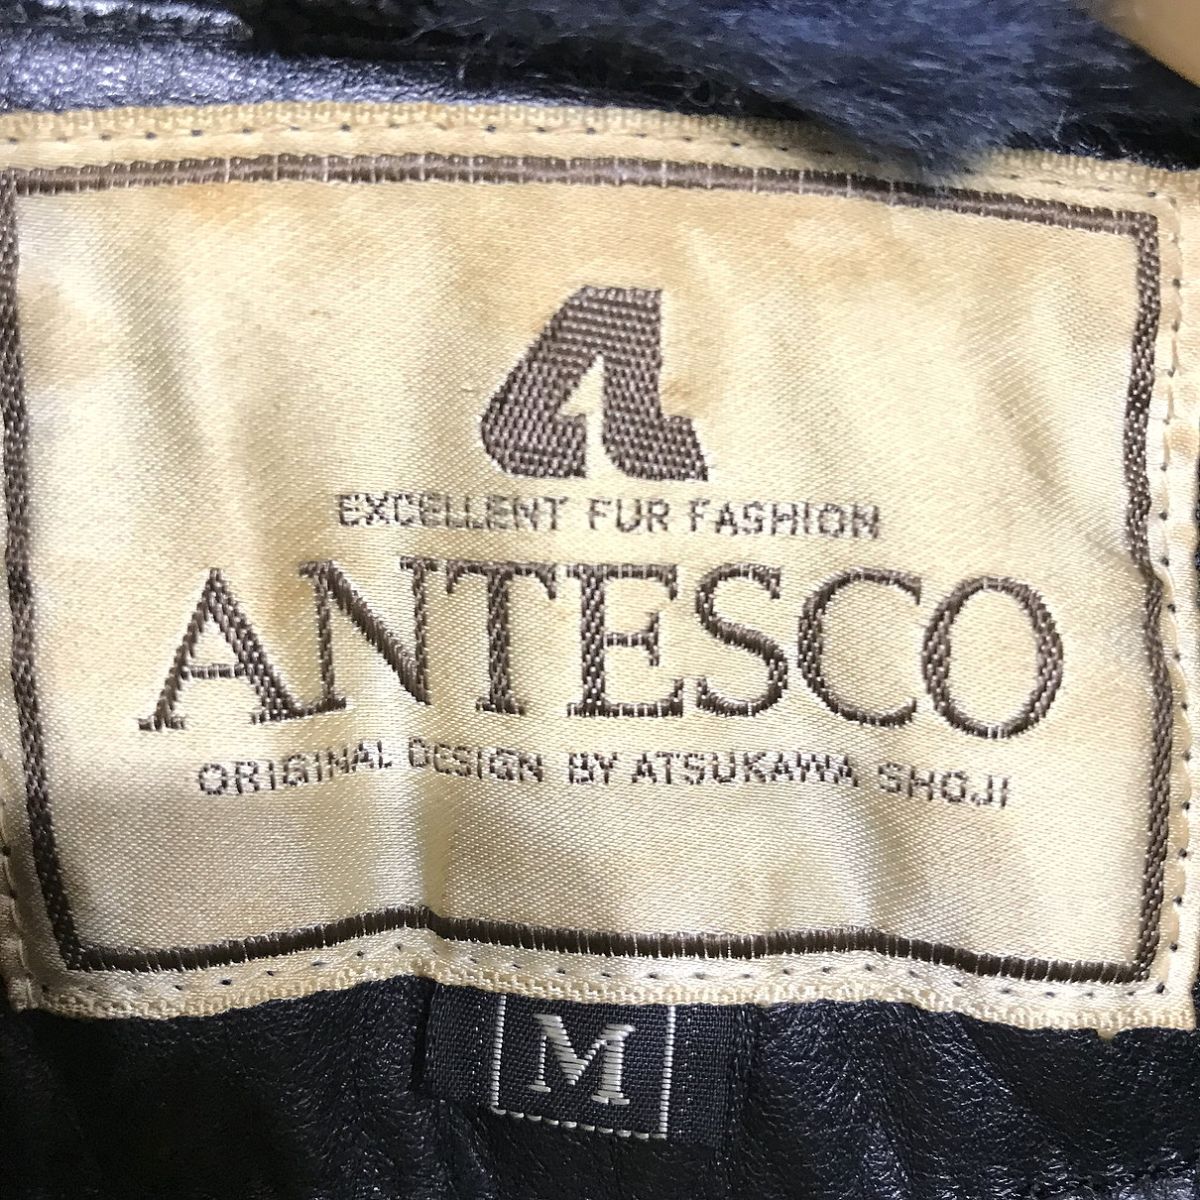 EXCELLENT FUR FASHION
ANTESCO
ORIGINAL DESIGN BY ATSUKAWA SHOJI
M